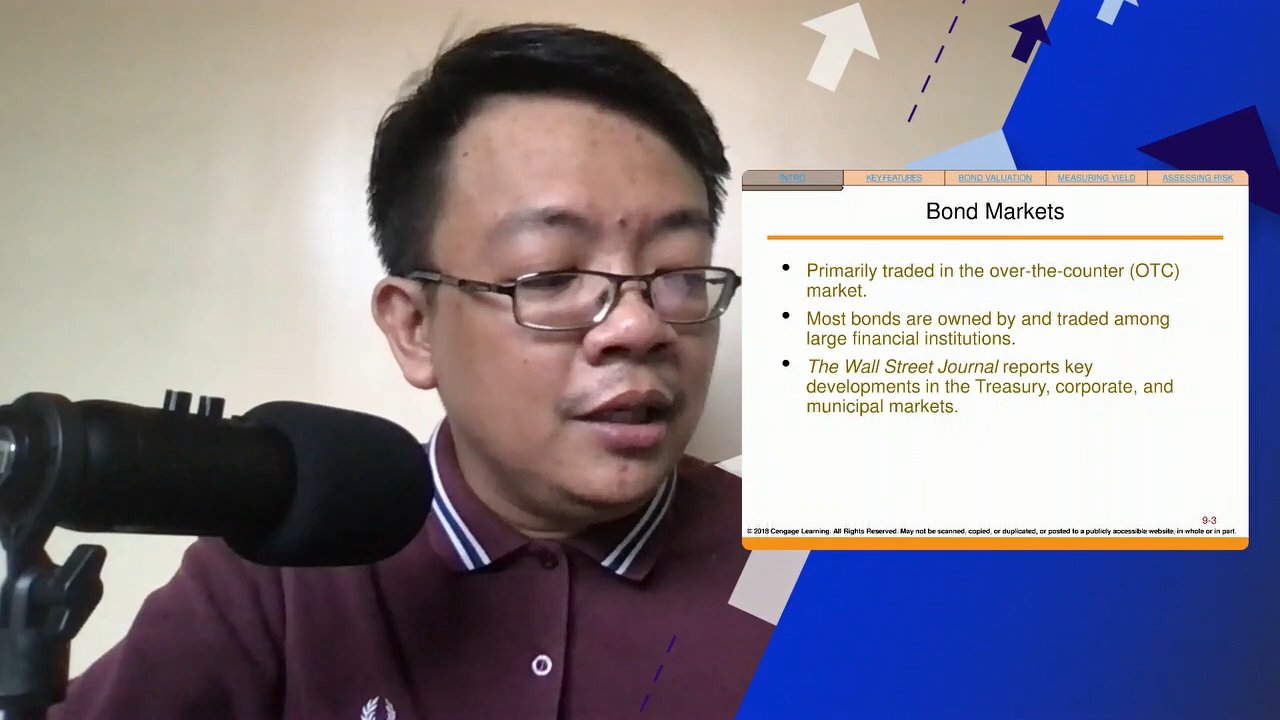 INTRO
KEY FEATURES
BOND VALUATION
MEASURING YIELD
ASSESSING RISK
Bond Markets
• Primarily traded in the over-the-counter (OTC)
market.
• Most bonds are owned by and traded among
large financial institutions.
• The Wall Street Journal reports key
developments in the Treasury, corporate, and
municipal markets.
9-3
© 2018 Cengage Learning. All Rights Reserved. May not be scanned, copied, or duplicated, or posted to a publicly accessible website, in whole or in part.